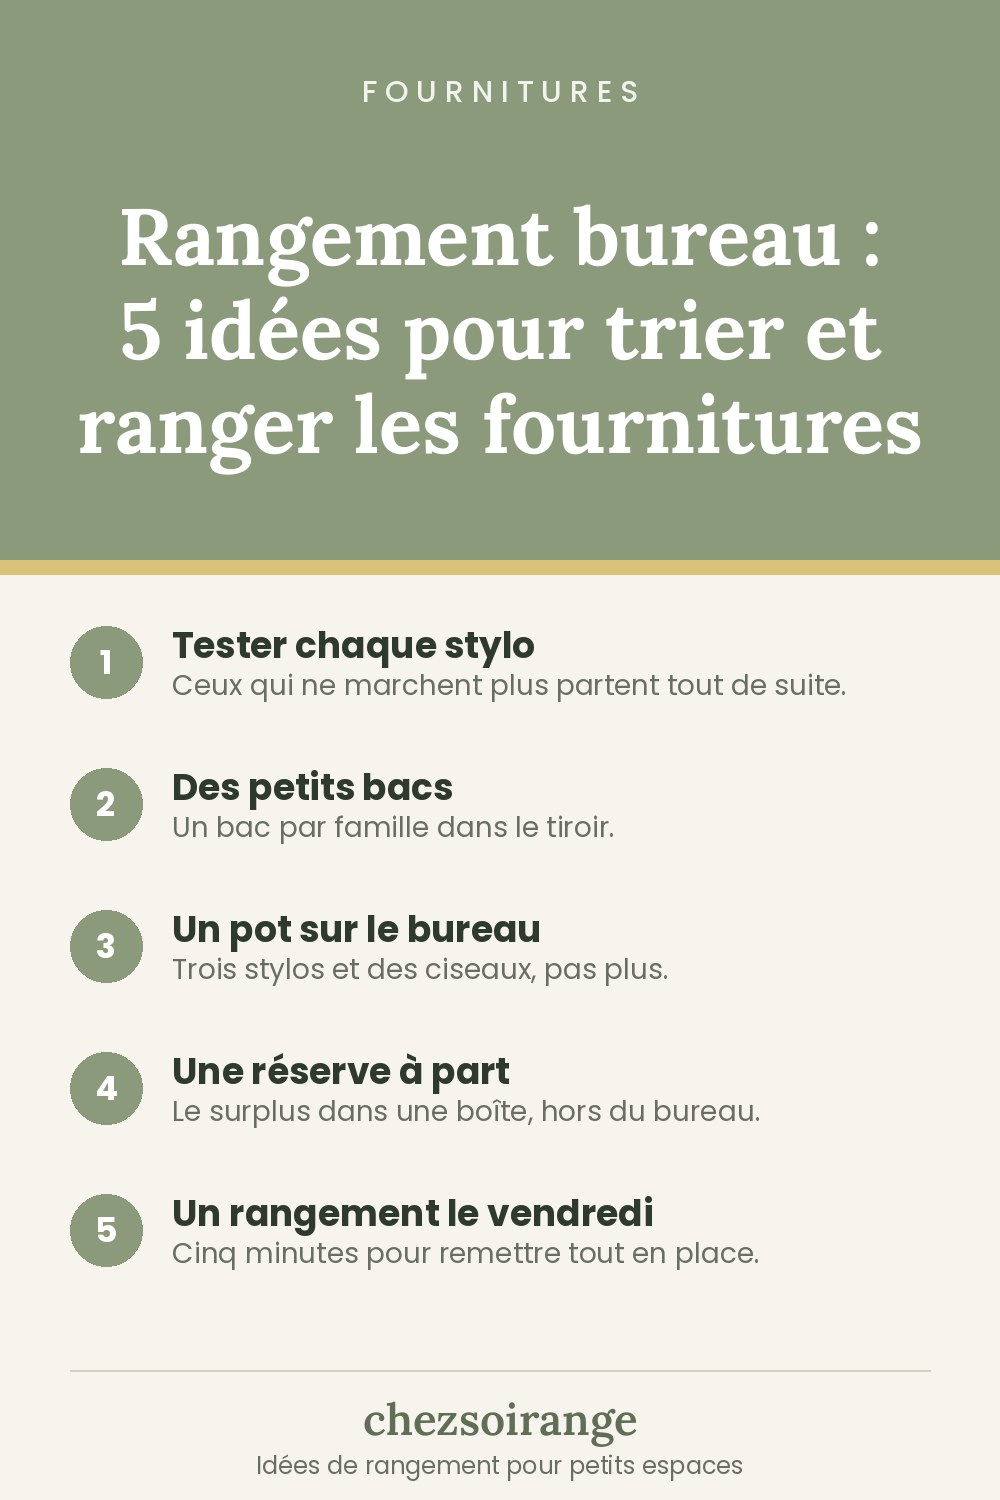 FOURNITURES
Rangement bureau :
5 idées pour trier et
ranger les fournitures
1
Tester chaque stylo
Ceux qui ne marchent plus partent tout de suite.
2
Des petits bacs
Un bac par famille dans le tiroir.
3
Un pot sur le bureau
Trois stylos et des ciseaux, pas plus.
4
Une réserve à part
Le surplus dans une boîte, hors du bureau.
5
Un rangement le vendredi
Cinq minutes pour remettre tout en place.
chezsoirange
Idées de rangement pour petits espaces